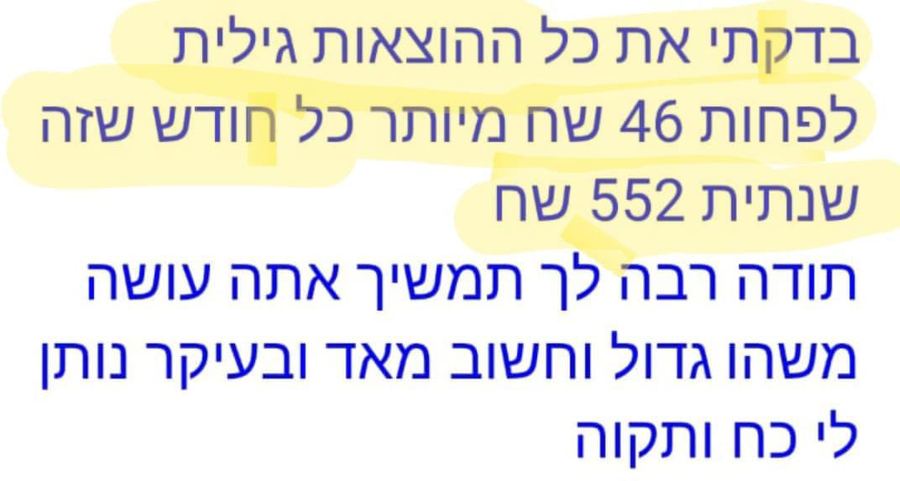 בדקתי את כל ההוצאות גילית
לפחות 46 שח מיותר כל חודש שזה
שנתית 552 שח
תודה רבה לך תמשיך אתה עושה
משהו גדול וחשוב מאד ובעיקר נותן
לי כח ותקוה